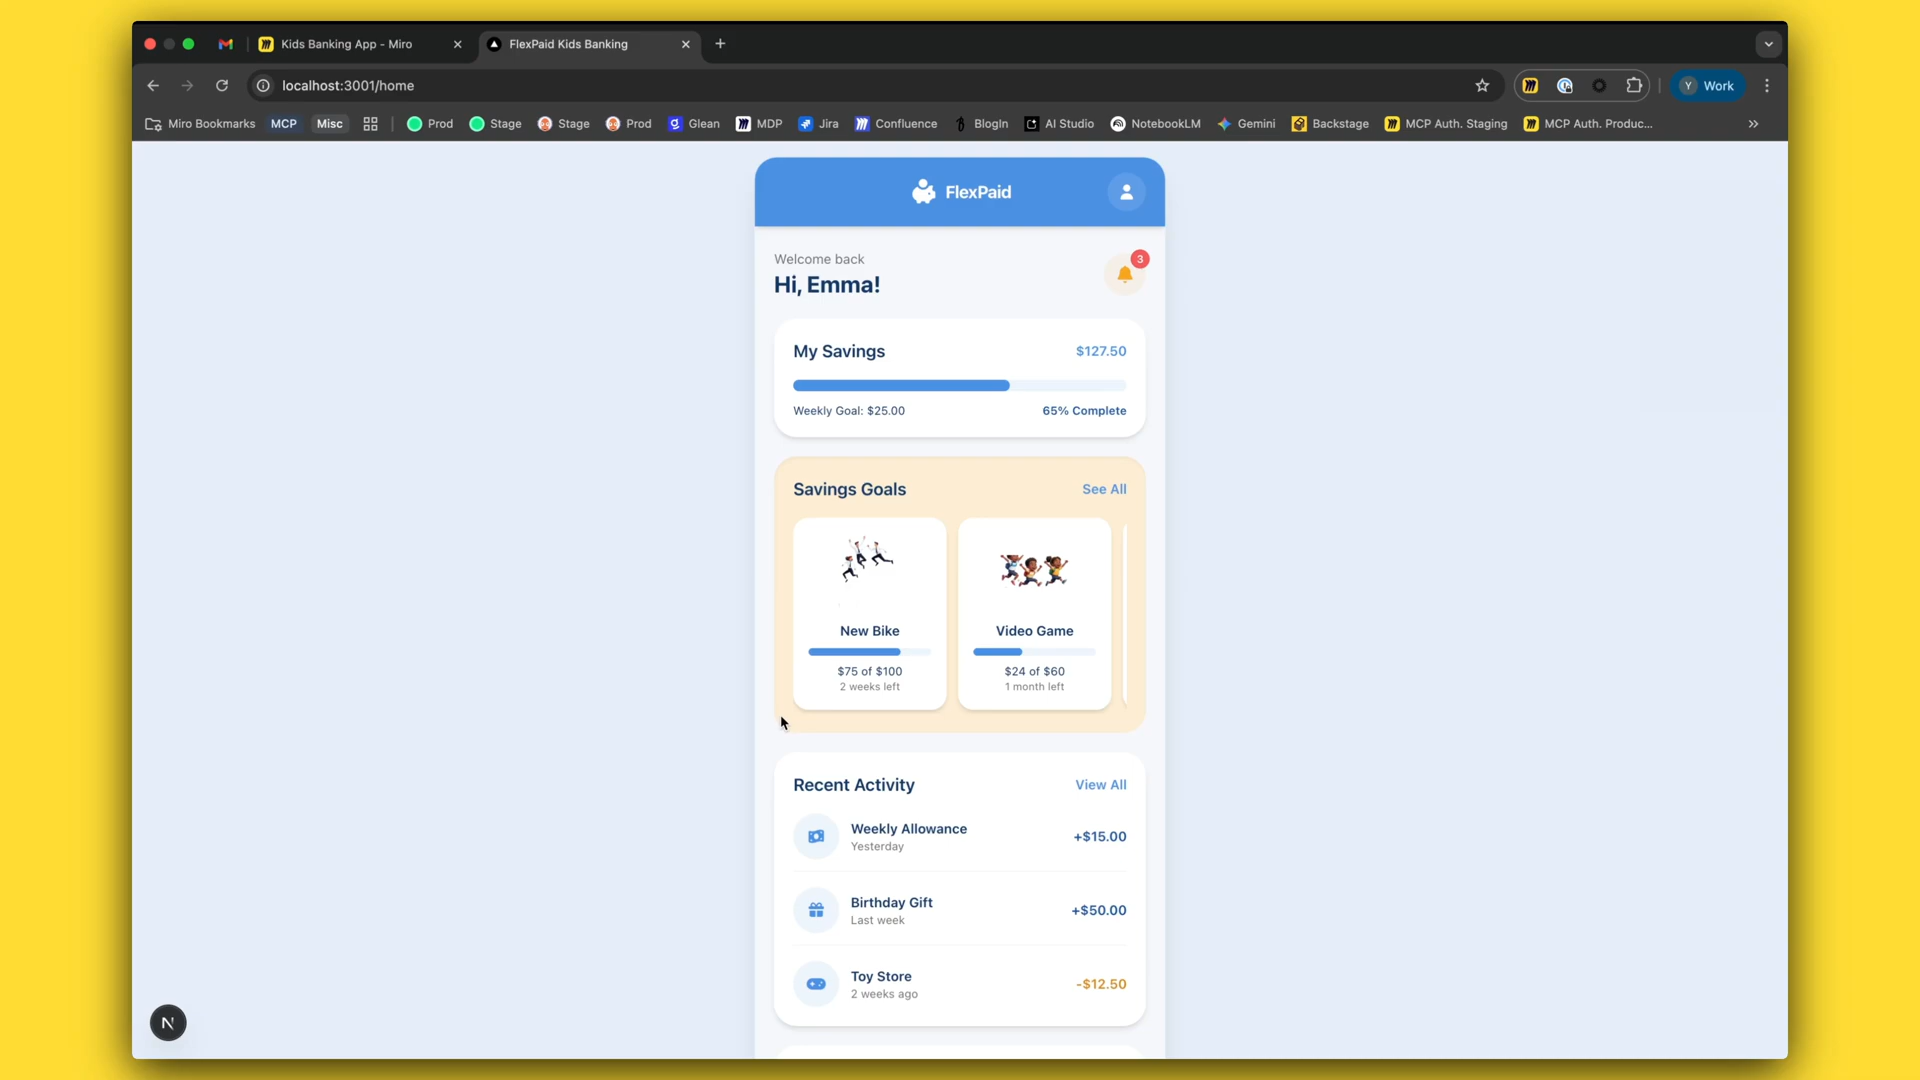 Kids Banking App - Miro
FlexPaid Kids Banking
localhost:3001/home
Y Work
Miro Bookmarks MCP Misc Prod Stage Stage Prod Glean MDP Jira Confluence BlogIn AI Studio NotebookLM Gemini Backstage MCP Auth. Staging MCP Auth. Produc...
FlexPaid
Welcome back
3
Hi, Emma!
My Savings $127.50
Weekly Goal: $25.00 65% Complete
Savings Goals See All
New Bike Video Game
$75 of $100 $24 of $60
2 weeks left 1 month left
Recent Activity View All
Weekly Allowance +$15.00
Yesterday
Birthday Gift +$50.00
Last week
Toy Store -$12.50
2 weeks ago
N